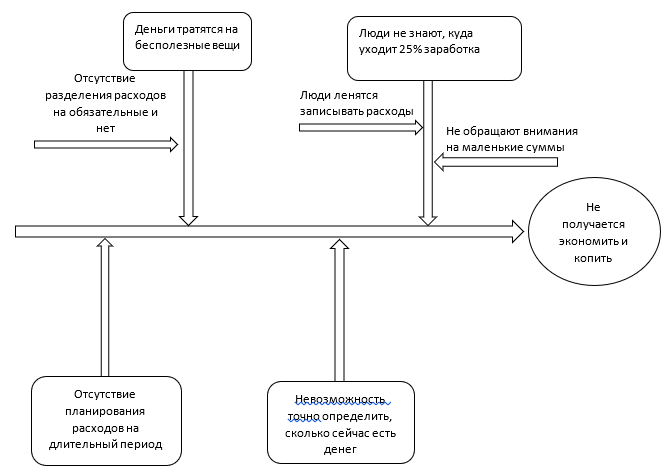 Деньги тратятся на
бесполезные вещи
Люди не знают, куда
уходит 25% заработка
Отсутствие
разделения расходов
на обязательные и
нет
Люди ленятся
записывать расходы
Не обращают внимания
на маленькие суммы
Не
получается
экономить и
копить
Отсутствие
планирования
расходов на
длительный период
Невозможность
точно определить,
сколько сейчас есть
денег